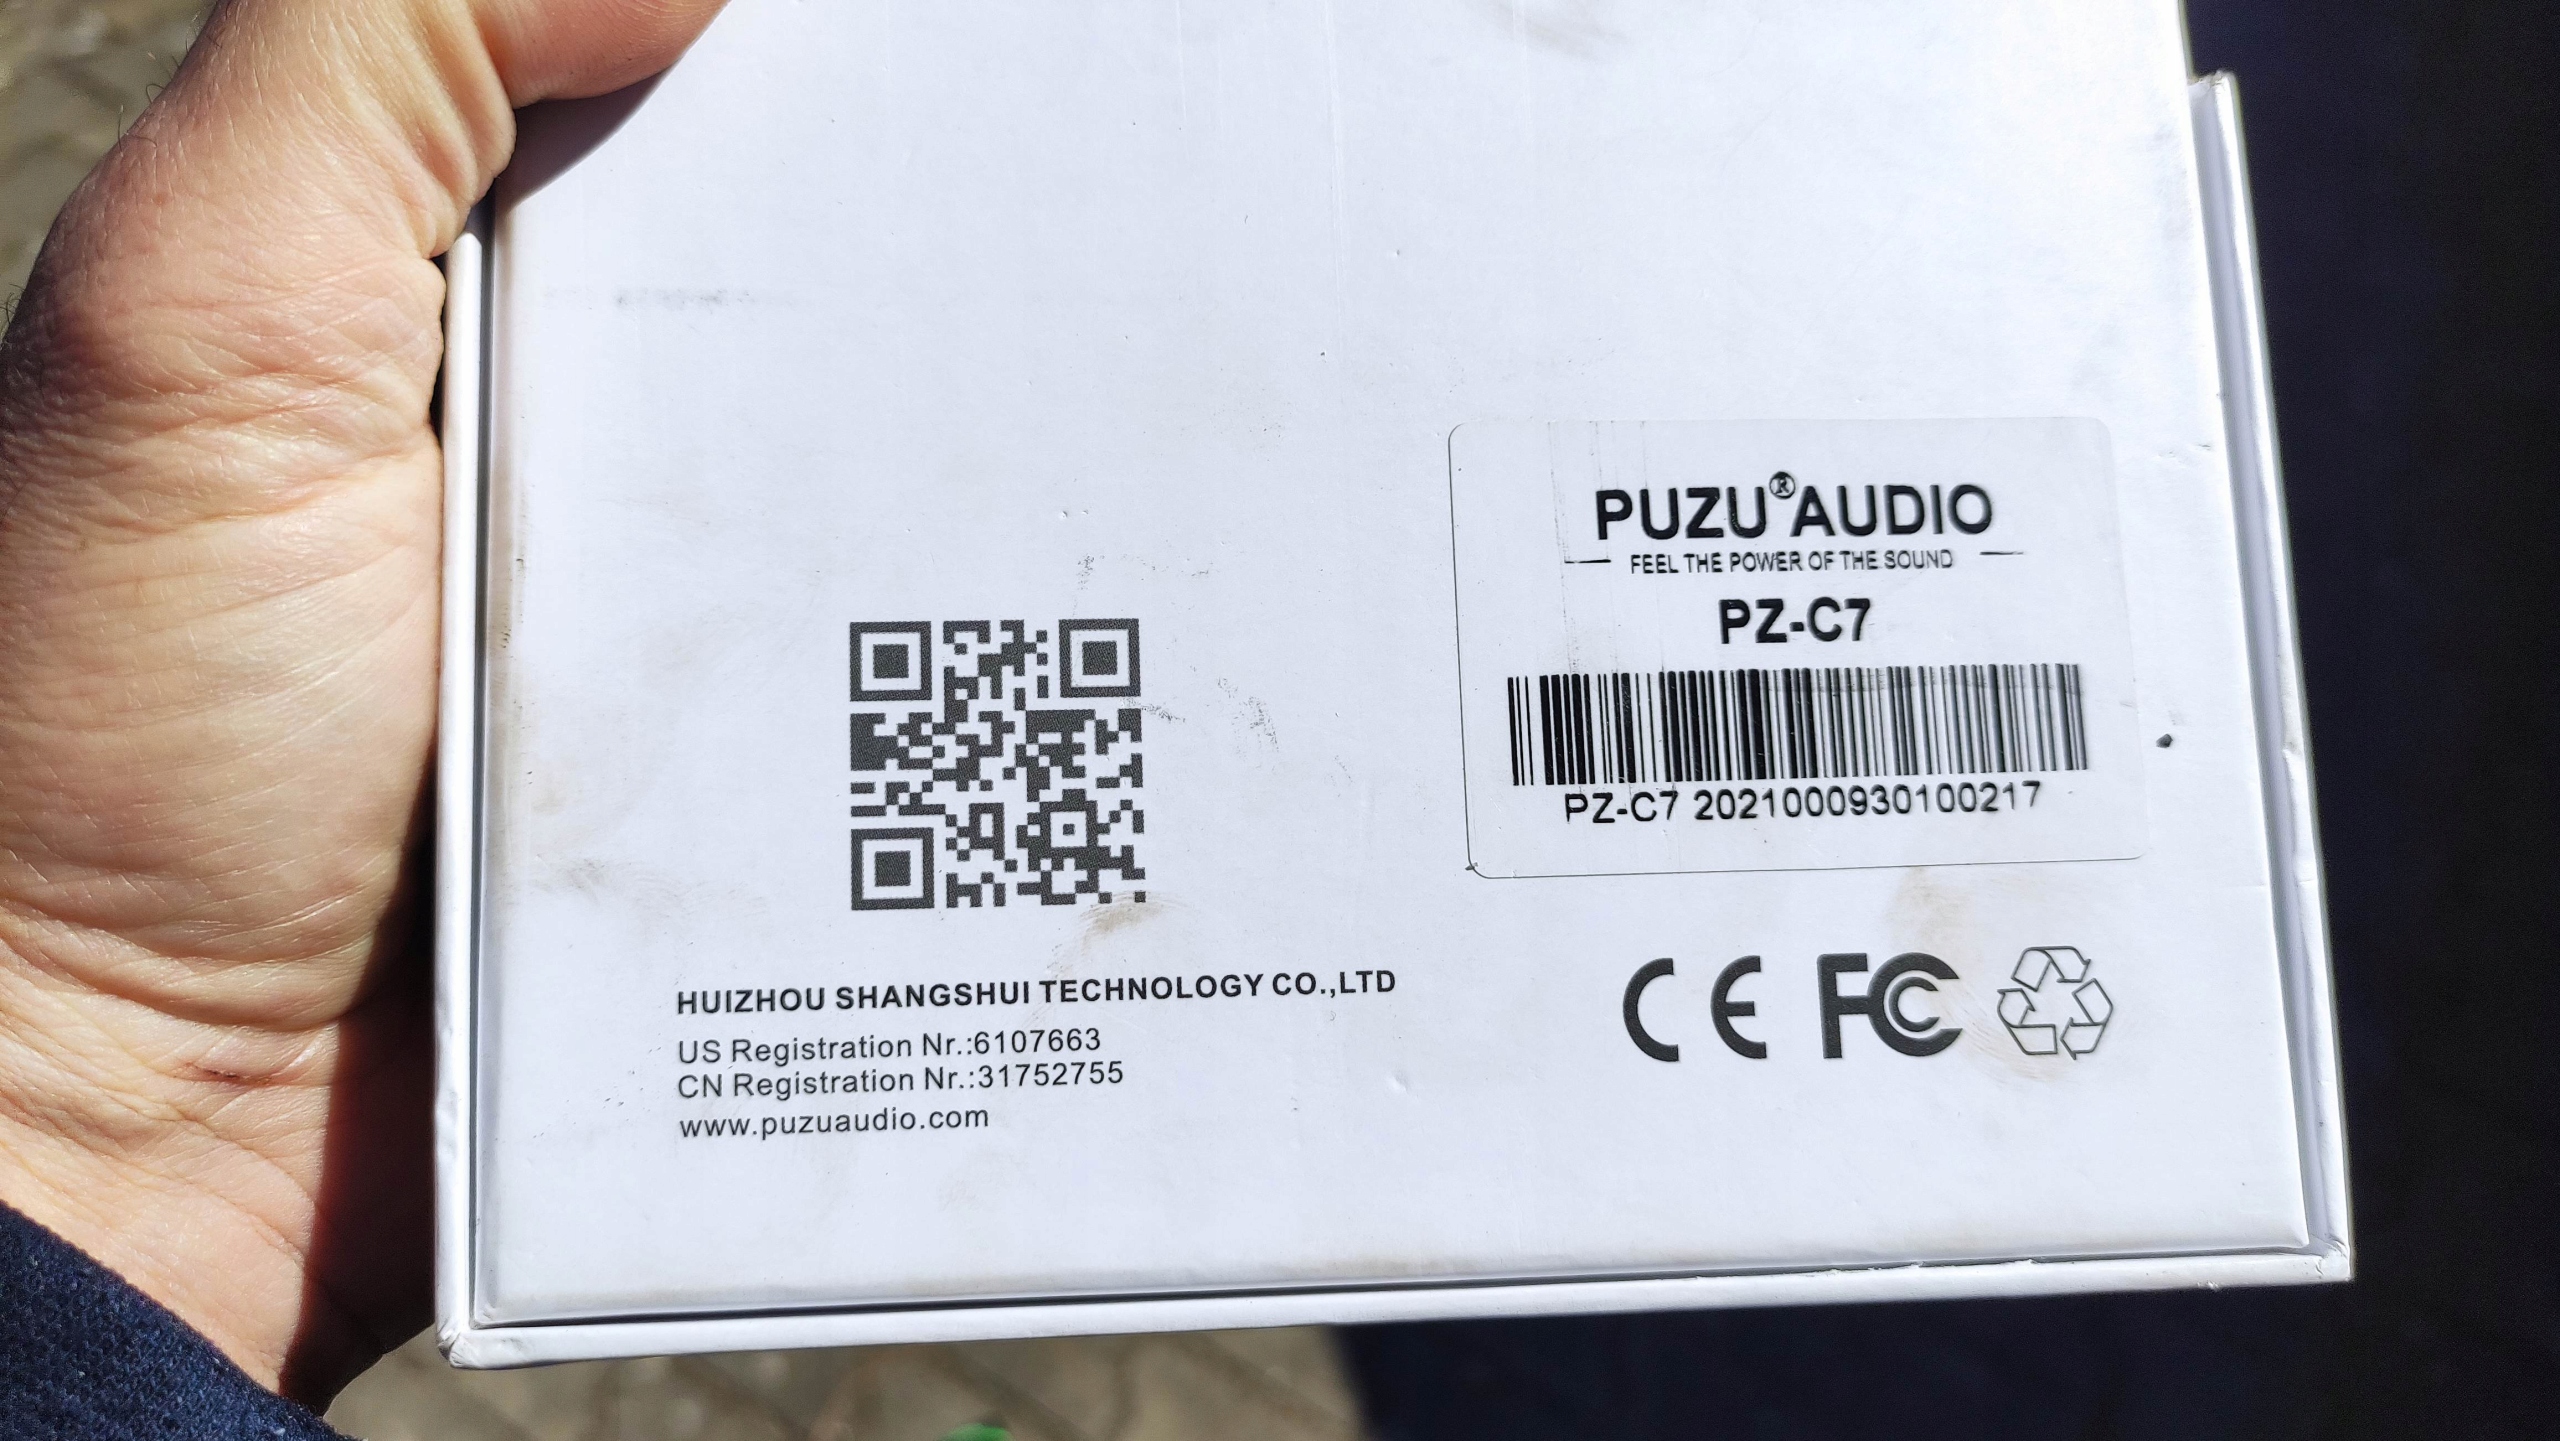 PUZU® AUDIO
FEEL THE POWER OF THE SOUND
PZ-C7
PZ-C7 2021000930100217
HUIZHOU SHANGSHUI TECHNOLOGY CO.,LTD
US Registration Nr.:6107663
CN Registration Nr.:31752755
www.puzuaudio.com
CE FC